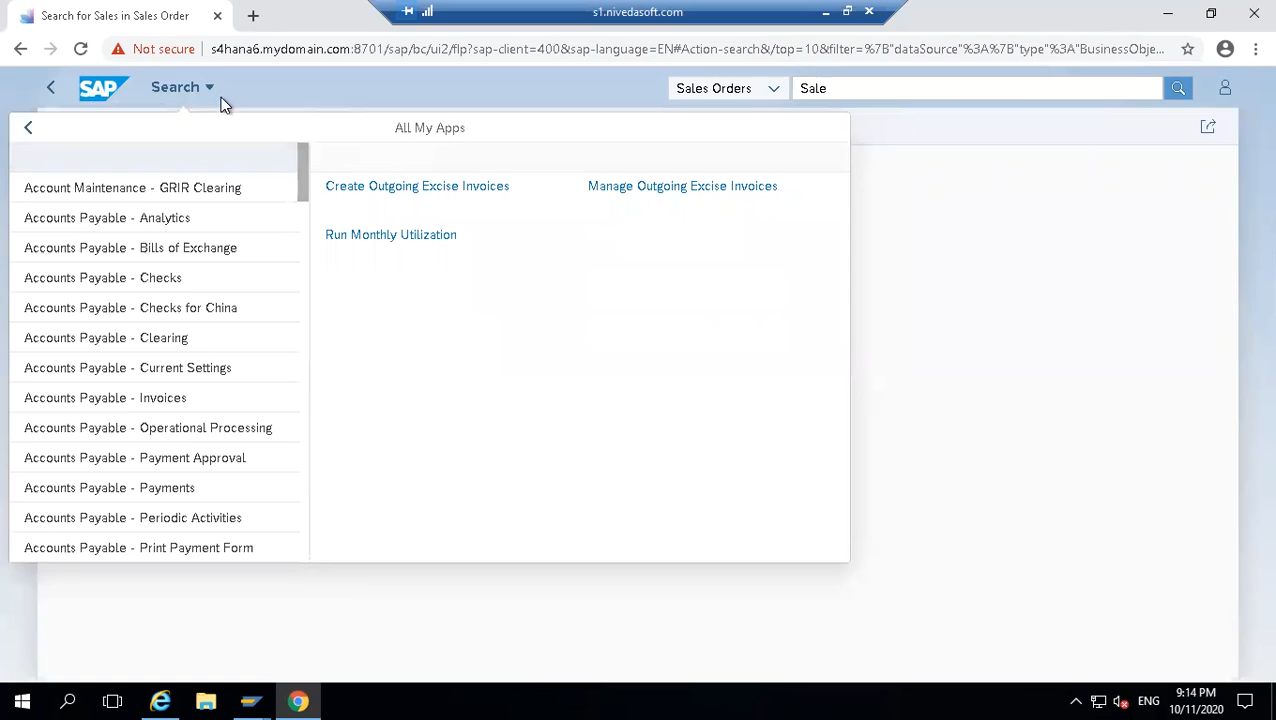 Search for Sales in Sales Order
s1.nivedasoft.com
Not secure
s4hana6.mydomain.com:8701/sap/bc/ui2/flp?sap-client=400&sap-language=EN#Action-search&/top=10&filter=%7B"dataSource"%3A%7B"type"%3A"BusinessObje...
SAP
Search
Sales Orders
Sale
All My Apps
Account Maintenance - GRIR Clearing
Accounts Payable - Analytics
Accounts Payable - Bills of Exchange
Accounts Payable - Checks
Accounts Payable - Checks for China
Accounts Payable - Clearing
Accounts Payable - Current Settings
Accounts Payable - Invoices
Accounts Payable - Operational Processing
Accounts Payable - Payment Approval
Accounts Payable - Payments
Accounts Payable - Periodic Activities
Accounts Payable - Print Payment Form
Create Outgoing Excise Invoices
Manage Outgoing Excise Invoices
Run Monthly Utilization
ENG
9:14 PM
10/11/2020